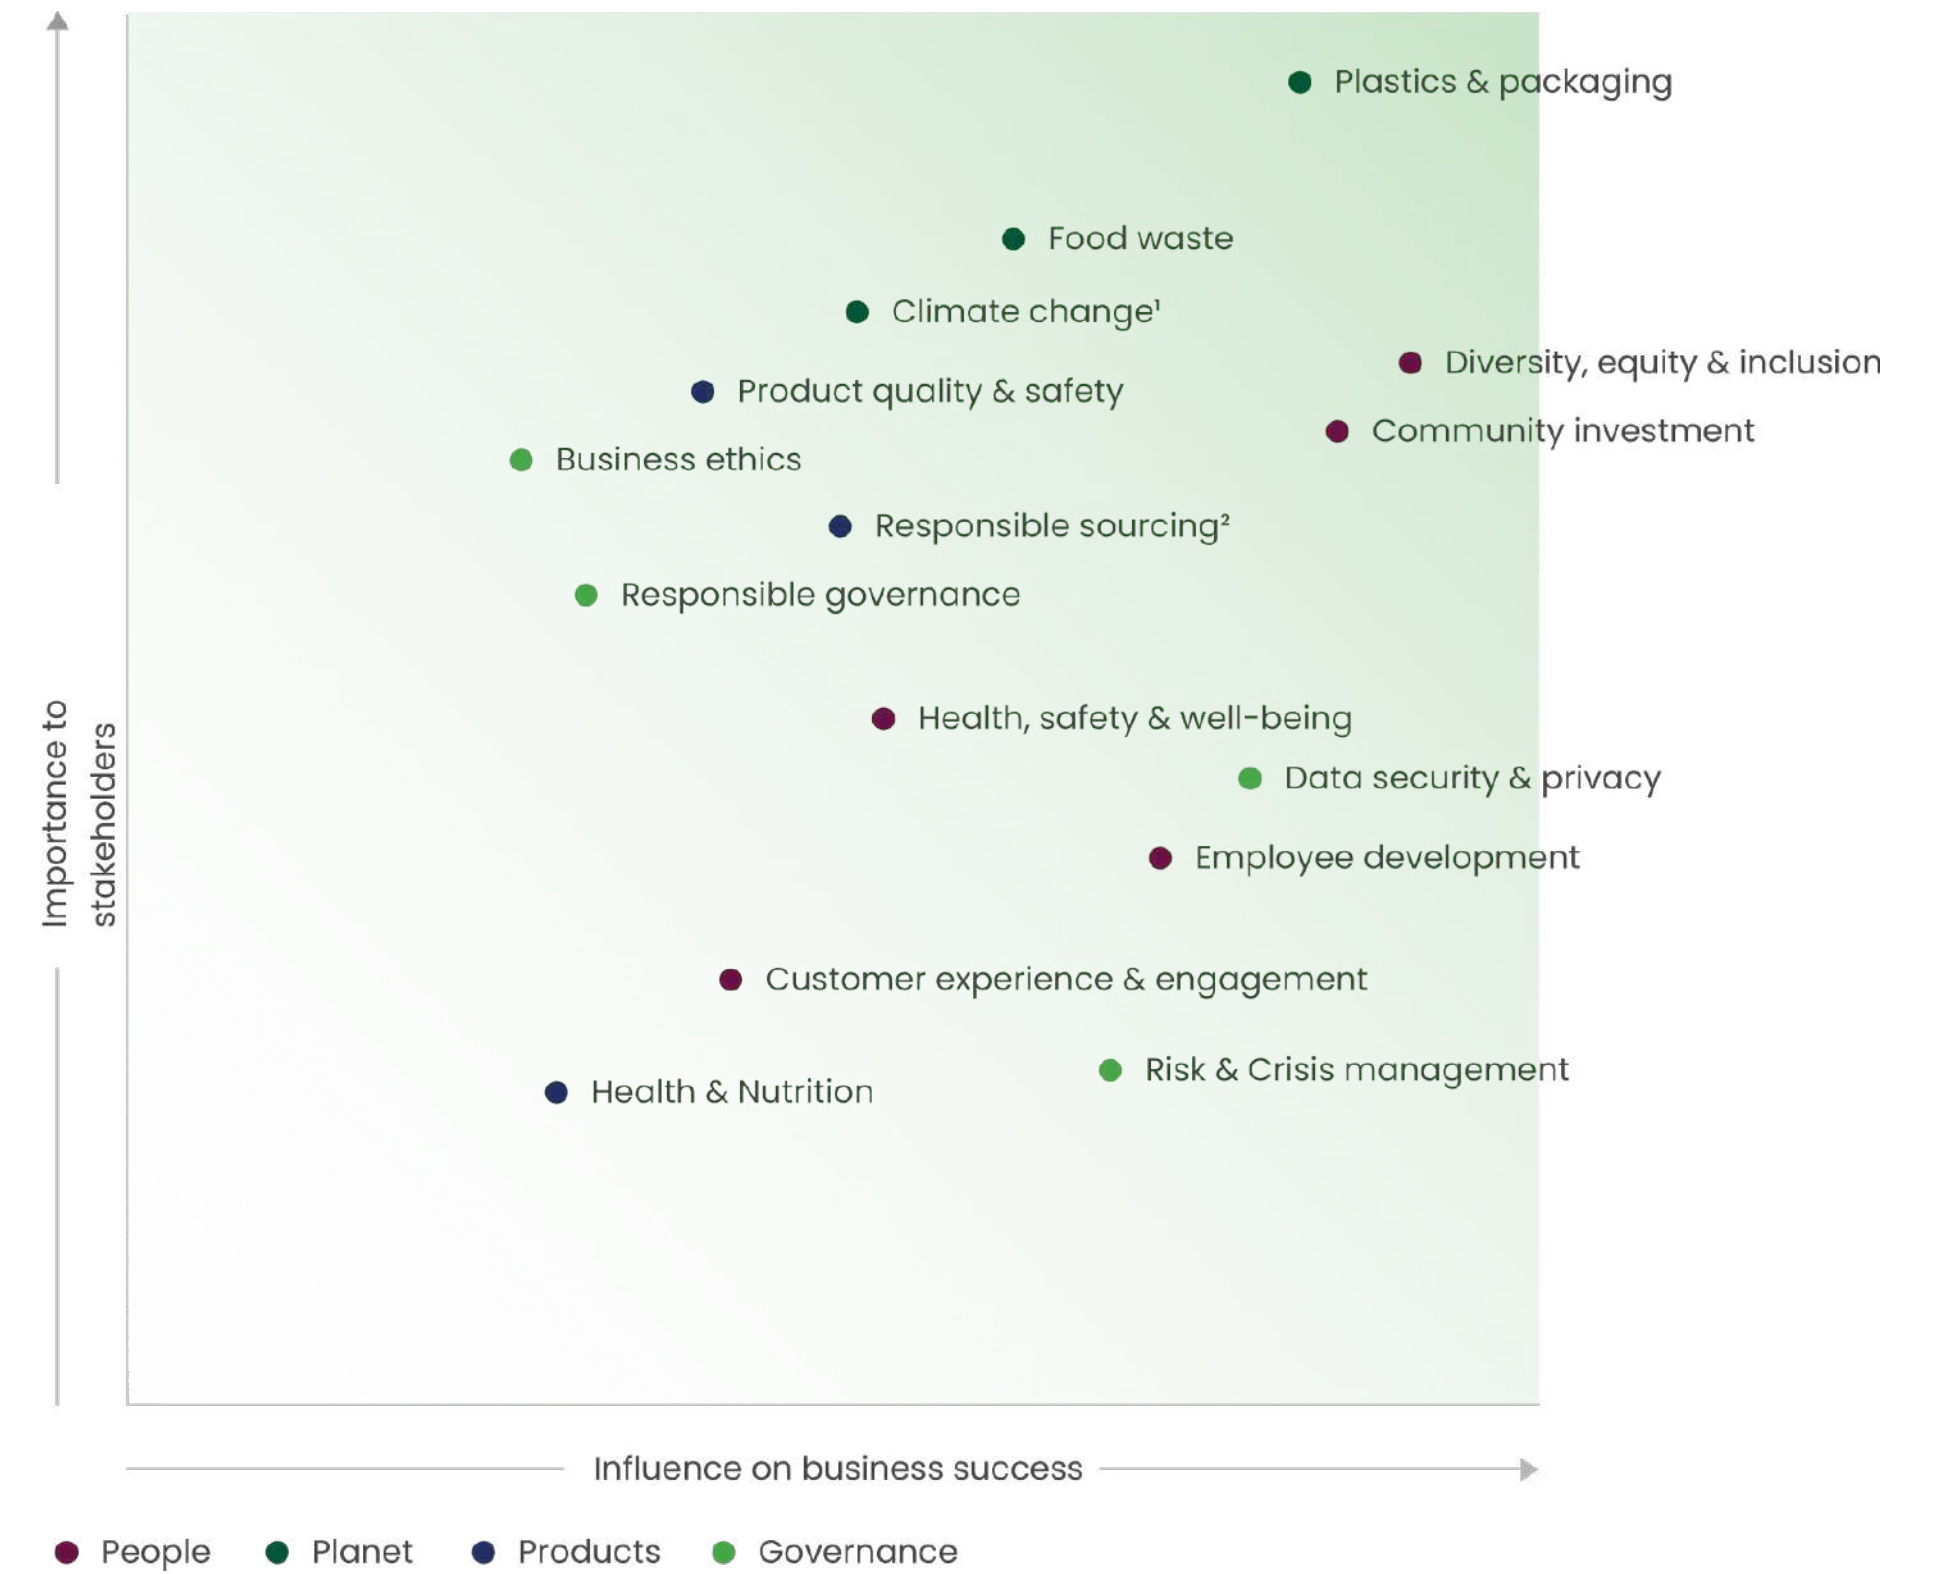 Plastics & packaging
Food waste
Climate change¹
Diversity, equity & inclusion
Product quality & safety
Community investment
Business ethics
Responsible sourcing²
Responsible governance
Health, safety & well-being
Data security & privacy
Employee development
Customer experience & engagement
Risk & Crisis management
Health & Nutrition
Importance to
stakeholders
Influence on business success
People
Planet
Products
Governance